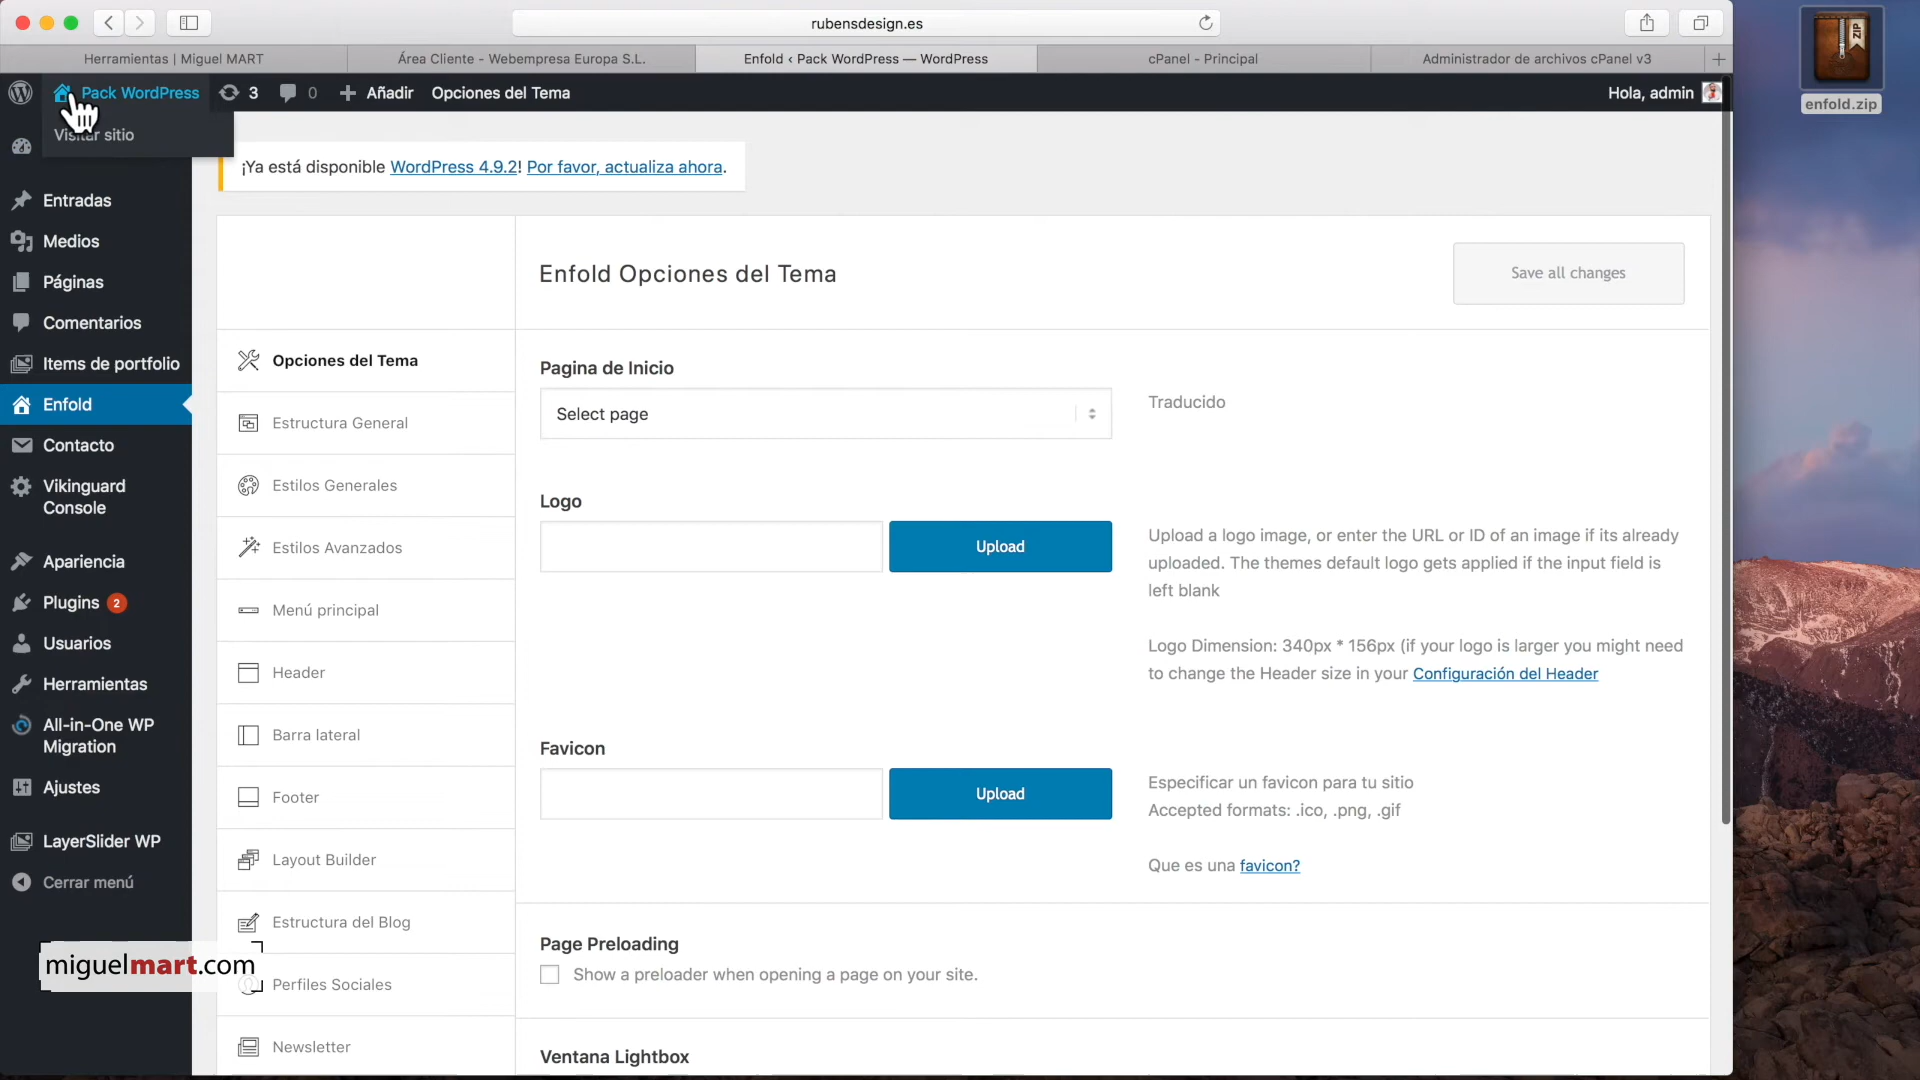 rubensdesign.es
Herramientas | Miguel MART
Área Cliente - Webempresa Europa S.L.
Enfold ‹ Pack WordPress — WordPress
cPanel - Principal
Administrador de archivos cPanel v3
enfold.zip
ZIP
Pack WordPress
3
0
Añadir
Opciones del Tema
Hola, admin
Visitar sitio
¡Ya está disponible WordPress 4.9.2! Por favor, actualiza ahora.
Entradas
Medios
Páginas
Comentarios
Items de portfolio
Enfold
Contacto
Vikinguard
Console
Apariencia
Plugins 2
Usuarios
Herramientas
All-in-One WP
Migration
Ajustes
LayerSlider WP
Cerrar menú
miguelmart.com
Opciones del Tema
Estructura General
Estilos Generales
Estilos Avanzados
Menú principal
Header
Barra lateral
Footer
Layout Builder
Estructura del Blog
Perfiles Sociales
Newsletter
Enfold Opciones del Tema
Save all changes
Pagina de Inicio
Select page
Traducido
Logo
Upload
Upload a logo image, or enter the URL or ID of an image if its already
uploaded. The themes default logo gets applied if the input field is
left blank
Logo Dimension: 340px * 156px (if your logo is larger you might need
to change the Header size in your Configuración del Header
Favicon
Upload
Especificar un favicon para tu sitio
Accepted formats: .ico, .png, .gif
Que es una favicon?
Page Preloading
Show a preloader when opening a page on your site.
Ventana Lightbox